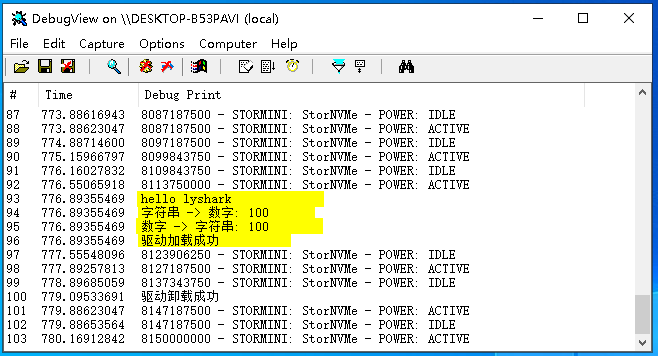 DebugView on \\DESKTOP-B53PAVI (local)
File Edit Capture Options Computer Help
# Time Debug Print
87 773.88616943 8087187500 - STORMINI: StorNVMe - POWER: IDLE
88 773.88623047 8087187500 - STORMINI: StorNVMe - POWER: ACTIVE
89 774.88714600 8097187500 - STORMINI: StorNVMe - POWER: IDLE
90 775.15966797 8099843750 - STORMINI: StorNVMe - POWER: ACTIVE
91 776.16027832 8109843750 - STORMINI: StorNVMe - POWER: IDLE
92 776.55065918 8113750000 - STORMINI: StorNVMe - POWER: ACTIVE
93 776.89355469 hello lyshark
94 776.89355469 字符串 -> 数字: 100
95 776.89355469 数字 -> 字符串: 100
96 776.89355469 驱动加载成功
97 777.55548096 8123906250 - STORMINI: StorNVMe - POWER: IDLE
98 777.89257813 8127187500 - STORMINI: StorNVMe - POWER: ACTIVE
99 778.89685059 8137343750 - STORMINI: StorNVMe - POWER: IDLE
100 779.09533691 驱动卸载成功
101 779.88623047 8147187500 - STORMINI: StorNVMe - POWER: ACTIVE
102 779.88653564 8147187500 - STORMINI: StorNVMe - POWER: IDLE
103 780.16912842 8150000000 - STORMINI: StorNVMe - POWER: ACTIVE